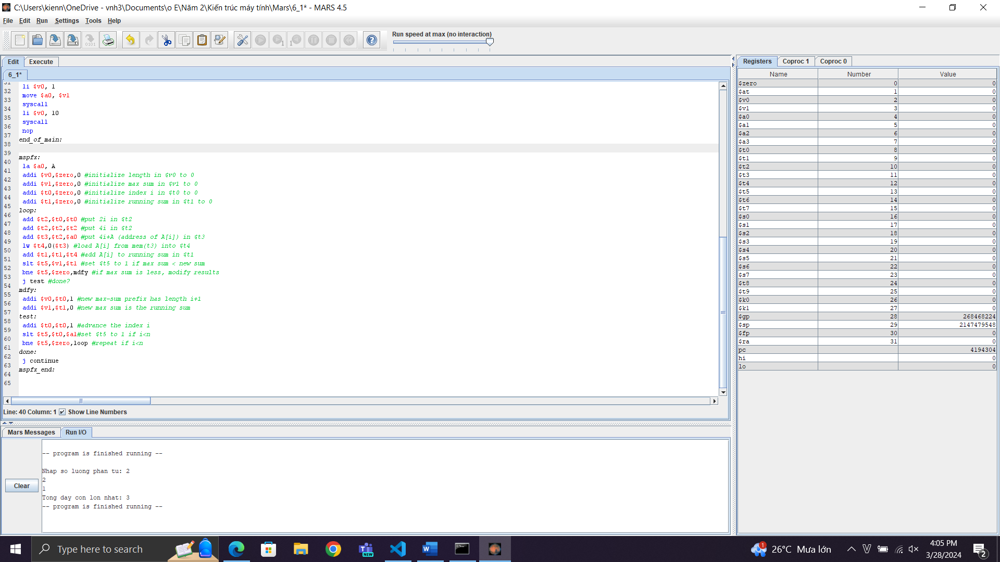 C:\Users\kienn\OneDrive - vnh3\Documents\o E\Năm 2\Kiến trúc máy tính\Mars\6_1* - MARS 4.5
File Edit Run Settings Tools Help
Run speed at max (no interaction)
Edit Execute
6_1*
31 li $v0, 1
32 move $a0, $v1
33 syscall
34 li $v0, 10
35 syscall
36 nop
37 end_of_main:
38
39 mspfx:
40 la $a0, A
41 addi $v0,$zero,0 #initialize length in $v0 to 0
42 addi $v1,$zero,0 #initialize max sum in $v1 to 0
43 addi $t0,$zero,0 #initialize index i in $t0 to 0
44 addi $t1,$zero,0 #initialize running sum in $t1 to 0
45 loop:
46 add $t2,$t0,$t0 #put 2i in $t2
47 add $t2,$t2,$t2 #put 4i in $t2
48 add $t3,$t2,$a0 #put 4i+A (address of A[i]) in $t3
49 lw $t4,0($t3) #load A[i] from mem(t3) into $t4
50 add $t1,$t1,$t4 #add A[i] to running sum in $t1
51 slt $t5,$v1,$t1 #set $t5 to 1 if max sum < new sum
52 bne $t5,$zero,mdfy #if max sum is less, modify results
53 j test #done?
54 mdfy:
55 addi $v0,$t0,1 #new max-sum prefix has length i+1
56 addi $v1,$t1,0 #new max sum is the running sum
57 test:
58 addi $t0,$t0,1 #advance the index i
59 slt $t5,$t0,$a1#set $t5 to 1 if i<n
60 bne $t5,$zero,loop #repeat if i<n
61 done:
62 j continue
63 mspfx_end:
64
65
Line: 40 Column: 1 Show Line Numbers
Mars Messages Run I/O
Clear
-- program is finished running --
Nhap so luong phan tu: 2
2
1
Tong day con lon nhat: 3
-- program is finished running --
Registers Coproc 1 Coproc 0
Name Number Value
$zero 0 0
$at 1 0
$v0 2 0
$v1 3 0
$a0 4 0
$a1 5 0
$a2 6 0
$a3 7 0
$t0 8 0
$t1 9 0
$t2 10 0
$t3 11 0
$t4 12 0
$t5 13 0
$t6 14 0
$t7 15 0
$s0 16 0
$s1 17 0
$s2 18 0
$s3 19 0
$s4 20 0
$s5 21 0
$s6 22 0
$s7 23 0
$t8 24 0
$t9 25 0
$k0 26 0
$k1 27 0
$gp 28 268468224
$sp 29 2147479548
$fp 30 0
$ra 31 0
pc 4194304
hi 0
lo 0
Type here to search
NEW
1
26°C Mưa lớn
4:05 PM
3/28/2024
2